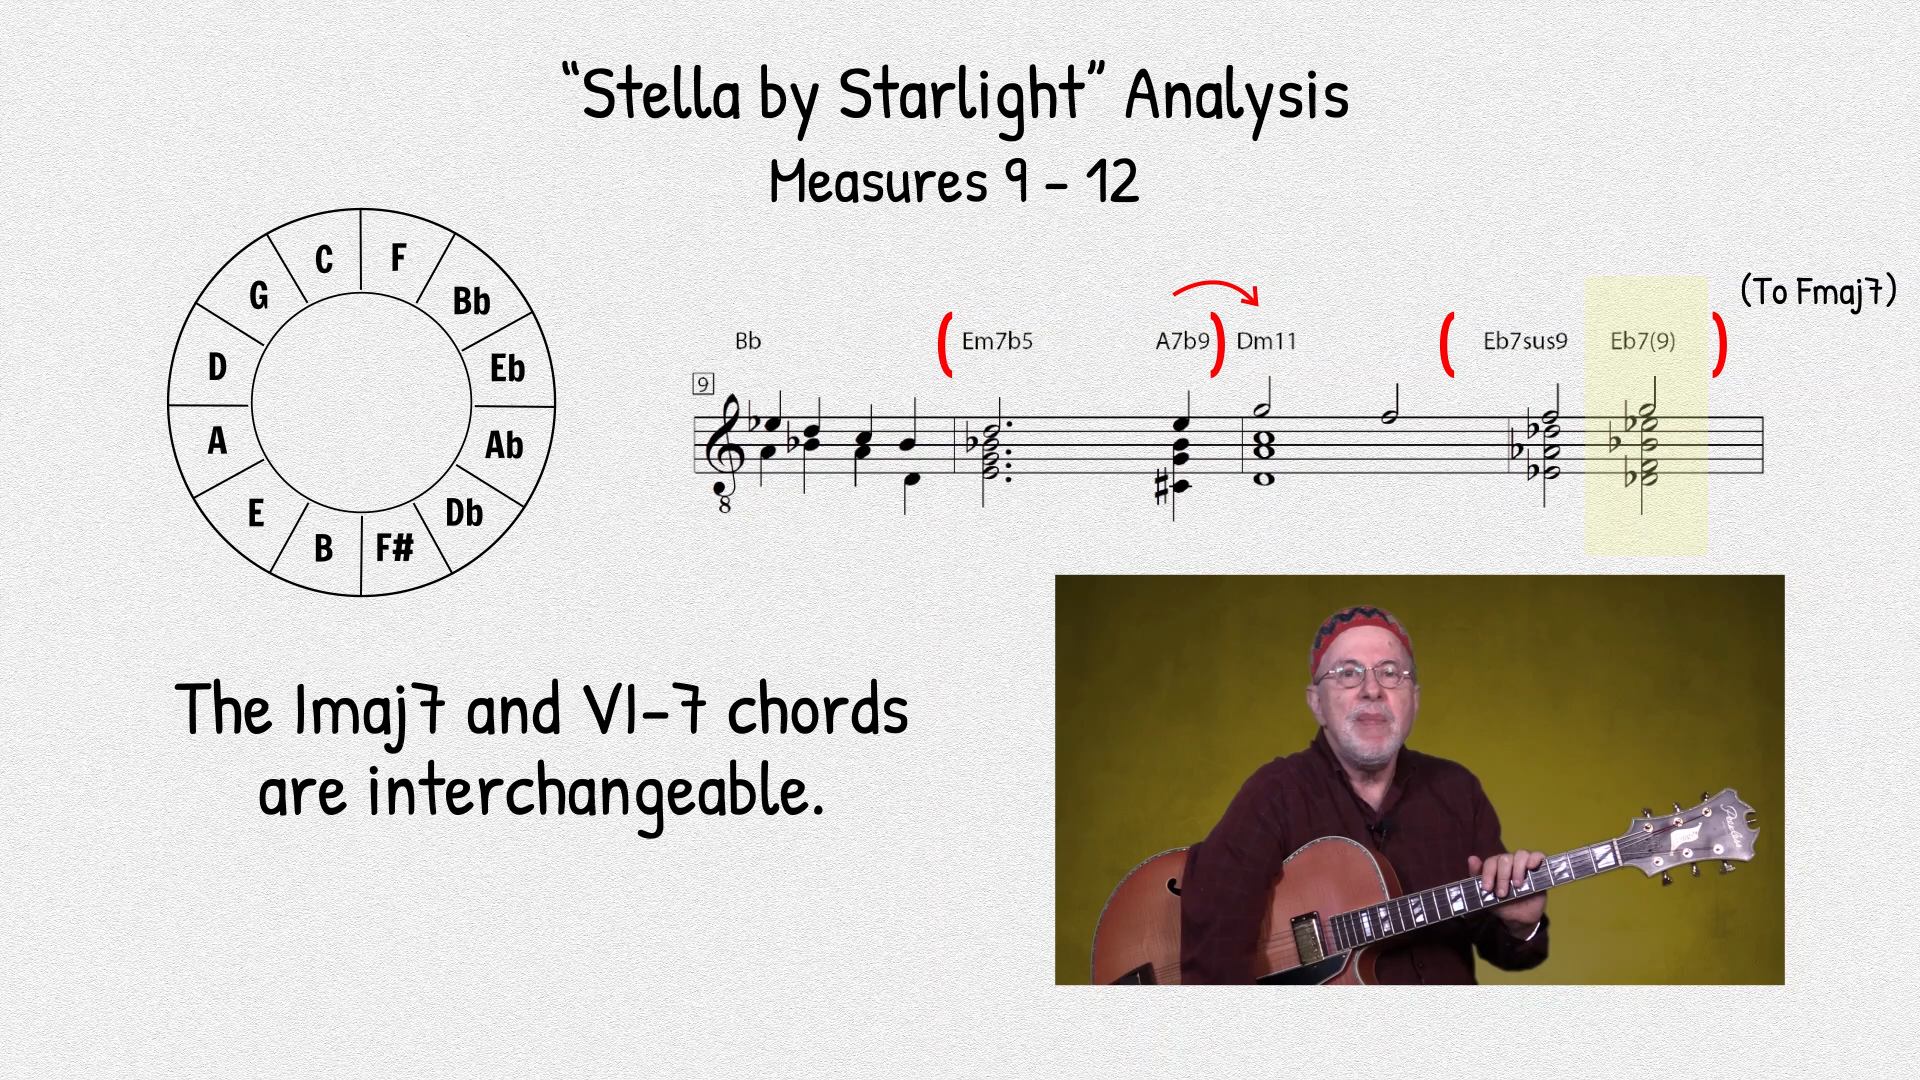 “Stella by Starlight” Analysis
Measures 9 - 12
C
F
G
Bb
D
Eb
A
Ab
E
Db
B
F#
(To Fmaj7)
(Em7b5 A7b9)
Bb
Dm11
(Eb7sus9 Eb7(9))
9
8
The Imaj7 and VI-7 chords
are interchangeable.